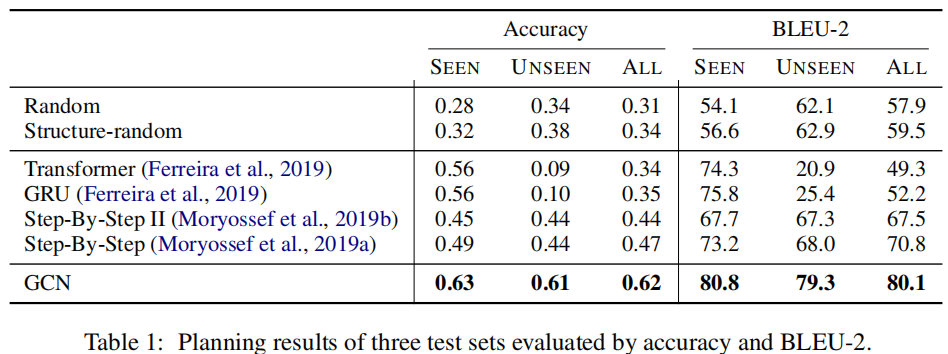 Accuracy BLEU-2
SEEN UNSEEN ALL SEEN UNSEEN ALL
Random 0.28 0.34 0.31 54.1 62.1 57.9
Structure-random 0.32 0.38 0.34 56.6 62.9 59.5
Transformer (Ferreira et al., 2019) 0.56 0.09 0.34 74.3 20.9 49.3
GRU (Ferreira et al., 2019) 0.56 0.10 0.35 75.8 25.4 52.2
Step-By-Step II (Moryossef et al., 2019b) 0.45 0.44 0.44 67.7 67.3 67.5
Step-By-Step (Moryossef et al., 2019a) 0.49 0.44 0.47 73.2 68.0 70.8
GCN 0.63 0.61 0.62 80.8 79.3 80.1
Table 1: Planning results of three test sets evaluated by accuracy and BLEU-2.